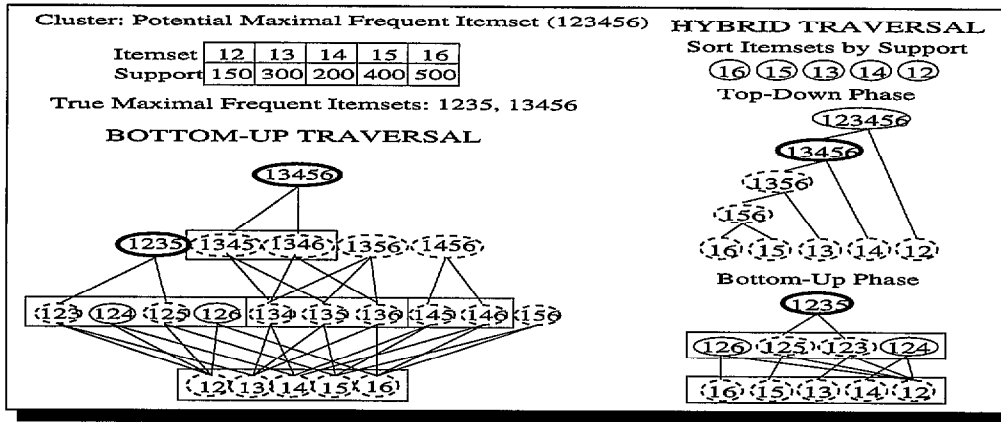 Cluster: Potential Maximal Frequent Itemset (123456)
Itemset 12 13 14 15 16
Support 150 300 200 400 500
True Maximal Frequent Itemsets: 1235, 13456
BOTTOM-UP TRAVERSAL
13456
1235 1345 1346 1356 1456
123 124 125 126 134 135 136 145 146 156
12 13 14 15 16
HYBRID TRAVERSAL
Sort Itemsets by Support
16 15 13 14 12
Top-Down Phase
123456
13456
1356
156
16 15 13 14 12
Bottom-Up Phase
1235
126 125 123 124
16 15 13 14 12